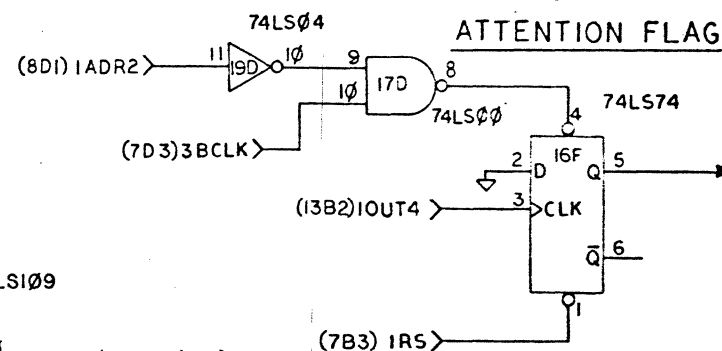 74LSØ4
ATTENTION FLAG
(8D1) 1ADR2
11
19D
1Ø
9
1Ø
17D
8
74LSØØ
74LS74
(7D3) 3BCLK
4
16F
2
D
Q
5
(13B2) 1OUT4
3
CLK
Q̅
6
LS1Ø9
1
(7B3) 1RS